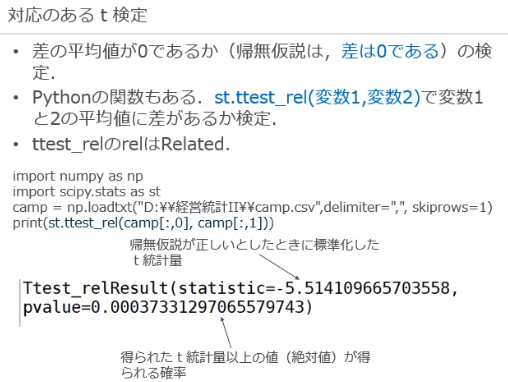 対応のある t 検定
• 差の平均値が0であるか（帰無仮説は，差は0である）の検
定．
• Pythonの関数もある．st.ttest_rel(変数1,変数2)で変数1
と2の平均値に差があるか検定．
• ttest_relのrelはRelated．
import numpy as np
import scipy.stats as st
camp = np.loadtxt("D:¥¥経営統計II¥¥camp.csv",delimiter=",", skiprows=1)
print(st.ttest_rel(camp[:,0], camp[:,1]))
帰無仮説が正しいとしたときに標準化した
t 統計量
Ttest_relResult(statistic=-5.514109665703558,
pvalue=0.00037331297065579743)
得られた t 統計量以上の値（絶対値）が得
られる確率